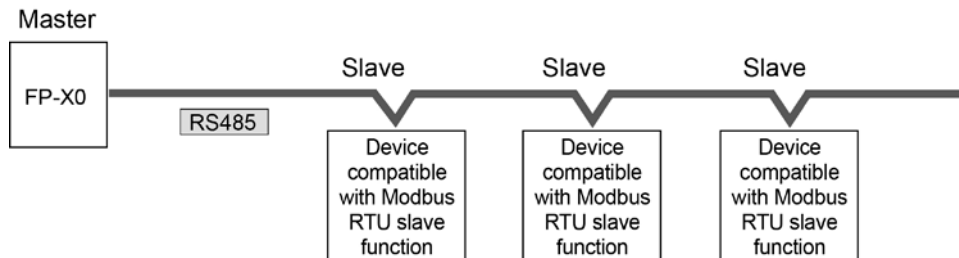 Master
FP-X0
RS485
Slave
Slave
Slave
Device
compatible
with Modbus
RTU slave
function
Device
compatible
with Modbus
RTU slave
function
Device
compatible
with Modbus
RTU slave
function